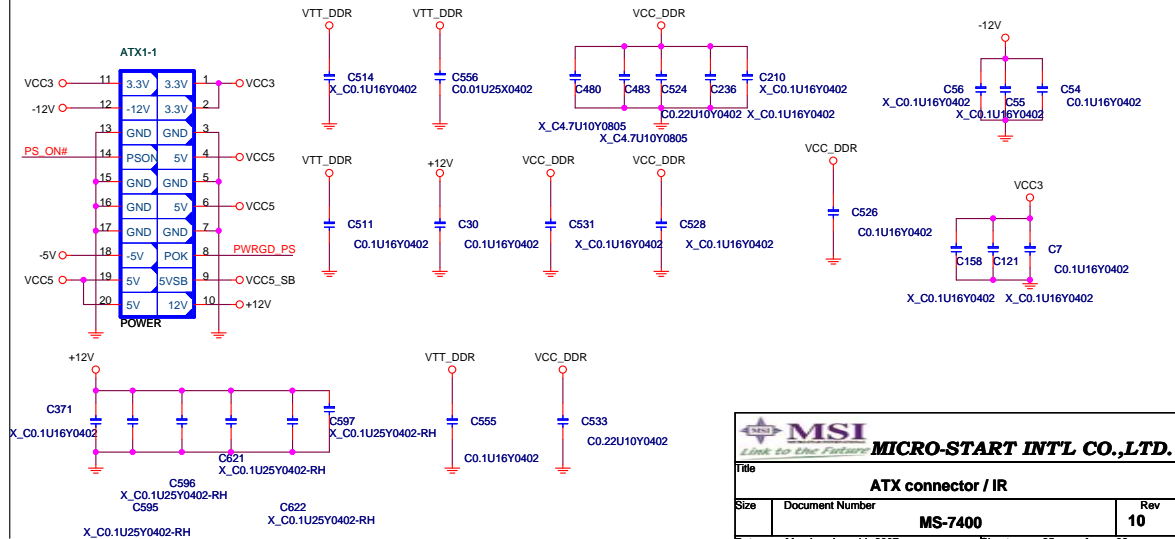 VTT_DDR
C514
X_C0.1U16Y0402
VTT_DDR
C556
C0.01U25X0402
VCC_DDR
C480
C483
C524
C236
C210
X_C0.1U16Y0402
C0.22U10Y0402
X_C0.1U16Y0402
X_C4.7U10Y0805
X_C4.7U10Y0805
-12V
C56
X_C0.1U16Y0402
C55
X_C0.1U16Y0402
C54
C0.1U16Y0402
ATX1-1
VCC3 11 3.3V 3.3V 1 VCC3
-12V 12 -12V 3.3V 2
13 GND GND 3
PS_ON# 14 PSON 5V 4 VCC5
15 GND GND 5
16 GND 5V 6 VCC5
17 GND GND 7
-5V 18 -5V POK 8 PWRGD_PS
VCC5 19 5V 5VSB 9 VCC5_SB
20 5V 12V 10 +12V
POWER
VTT_DDR
C511
C0.1U16Y0402
+12V
C30
C0.1U16Y0402
VCC_DDR
C531
X_C0.1U16Y0402
VCC_DDR
C528
X_C0.1U16Y0402
VCC_DDR
C526
C0.1U16Y0402
VCC3
C158
C121
C7
C0.1U16Y0402
X_C0.1U16Y0402
X_C0.1U16Y0402
+12V
C371
X_C0.1U16Y0402
C597
X_C0.1U25Y0402-RH
C621
X_C0.1U25Y0402-RH
C596
X_C0.1U25Y0402-RH
C595
X_C0.1U25Y0402-RH
C622
X_C0.1U25Y0402-RH
VTT_DDR
C555
C0.1U16Y0402
VCC_DDR
C533
C0.22U10Y0402
MSI
MSI
Link to the Future
MICRO-START INT'L CO.,LTD.
Title
ATX connector / IR
Size
Document Number
MS-7400
Rev
10